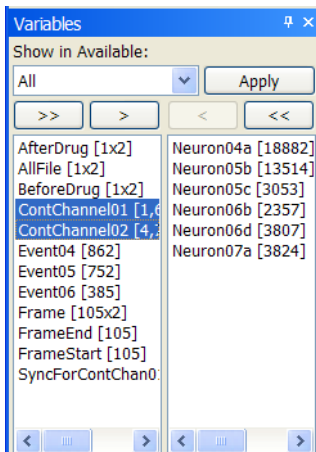 Variables
Show in Available:
All
Apply
>> > < <<
AfterDrug [1x2]
AllFile [1x2]
BeforeDrug [1x2]
ContChannel01 [1,6
ContChannel02 [4,
Event04 [862]
Event05 [752]
Event06 [385]
Frame [105x2]
FrameEnd [105]
FrameStart [105]
SyncForContChan0
Neuron04a [18882]
Neuron05b [13514]
Neuron05c [3053]
Neuron06b [2357]
Neuron06d [3807]
Neuron07a [3824]